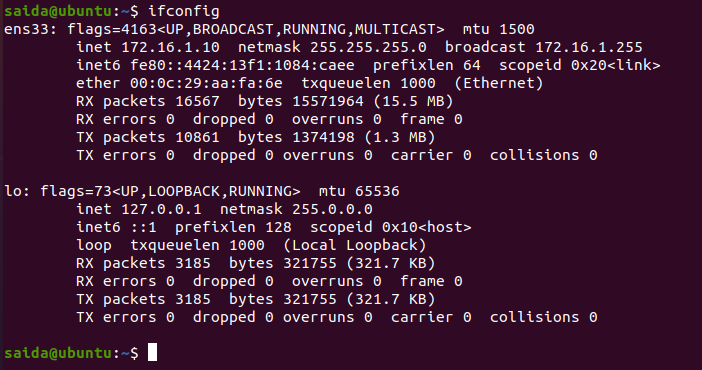 saida@ubuntu:~$ ifconfig
ens33: flags=4163<UP,BROADCAST,RUNNING,MULTICAST>  mtu 1500
        inet 172.16.1.10  netmask 255.255.255.0  broadcast 172.16.1.255
        inet6 fe80::4424:13f1:1084:caee  prefixlen 64  scopeid 0x20<link>
        ether 00:0c:29:aa:fa:6e  txqueuelen 1000  (Ethernet)
        RX packets 16567  bytes 15571964 (15.5 MB)
        RX errors 0  dropped 0  overruns 0  frame 0
        TX packets 10861  bytes 1374198 (1.3 MB)
        TX errors 0  dropped 0 overruns 0  carrier 0  collisions 0

lo: flags=73<UP,LOOPBACK,RUNNING>  mtu 65536
        inet 127.0.0.1  netmask 255.0.0.0
        inet6 ::1  prefixlen 128  scopeid 0x10<host>
        loop  txqueuelen 1000  (Local Loopback)
        RX packets 3185  bytes 321755 (321.7 KB)
        RX errors 0  dropped 0  overruns 0  frame 0
        TX packets 3185  bytes 321755 (321.7 KB)
        TX errors 0  dropped 0 overruns 0  carrier 0  collisions 0

saida@ubuntu:~$